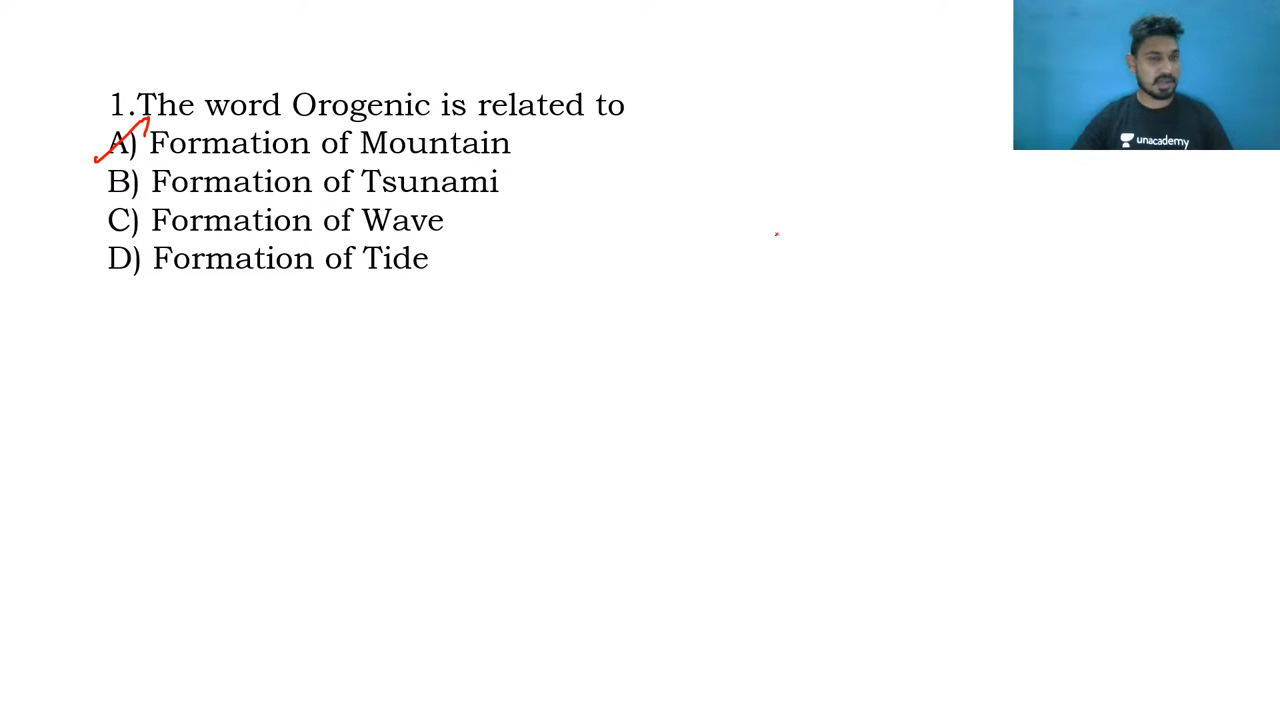 1.The word Orogenic is related to
A) Formation of Mountain
B) Formation of Tsunami
C) Formation of Wave
D) Formation of Tide
unacademy